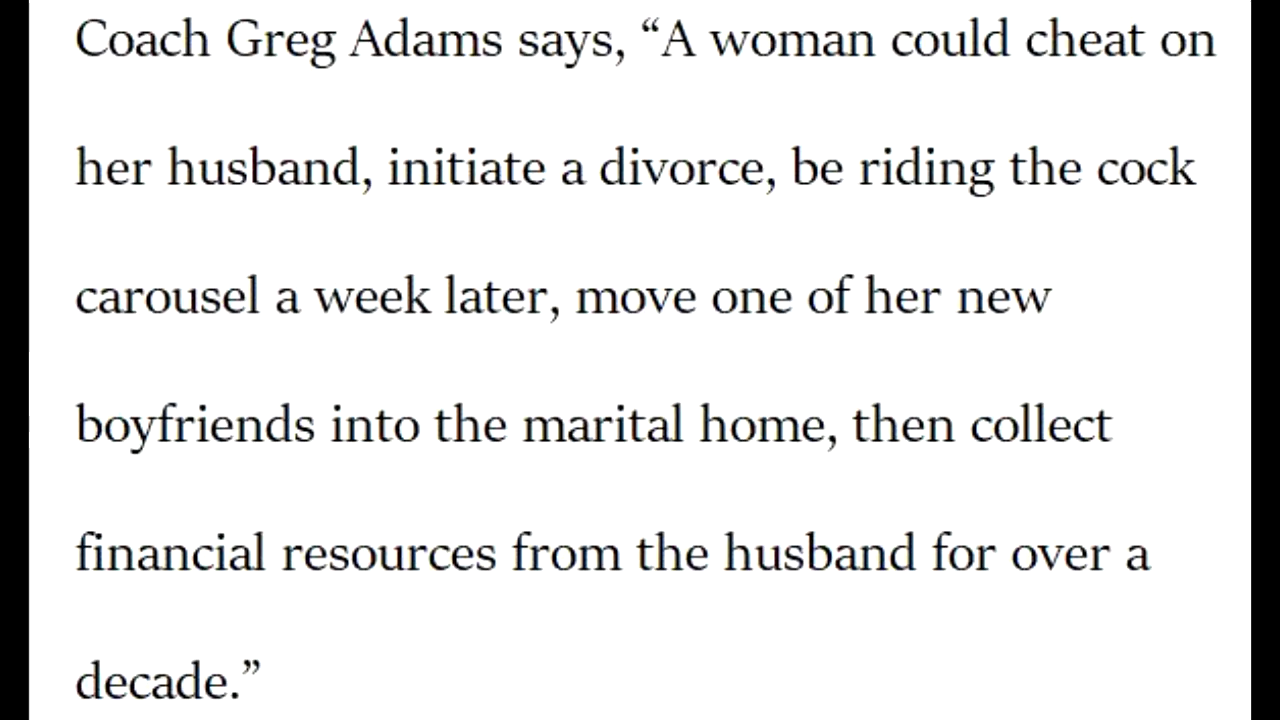 Coach Greg Adams says, “A woman could cheat on
her husband, initiate a divorce, be riding the cock
carousel a week later, move one of her new
boyfriends into the marital home, then collect
financial resources from the husband for over a
decade.”